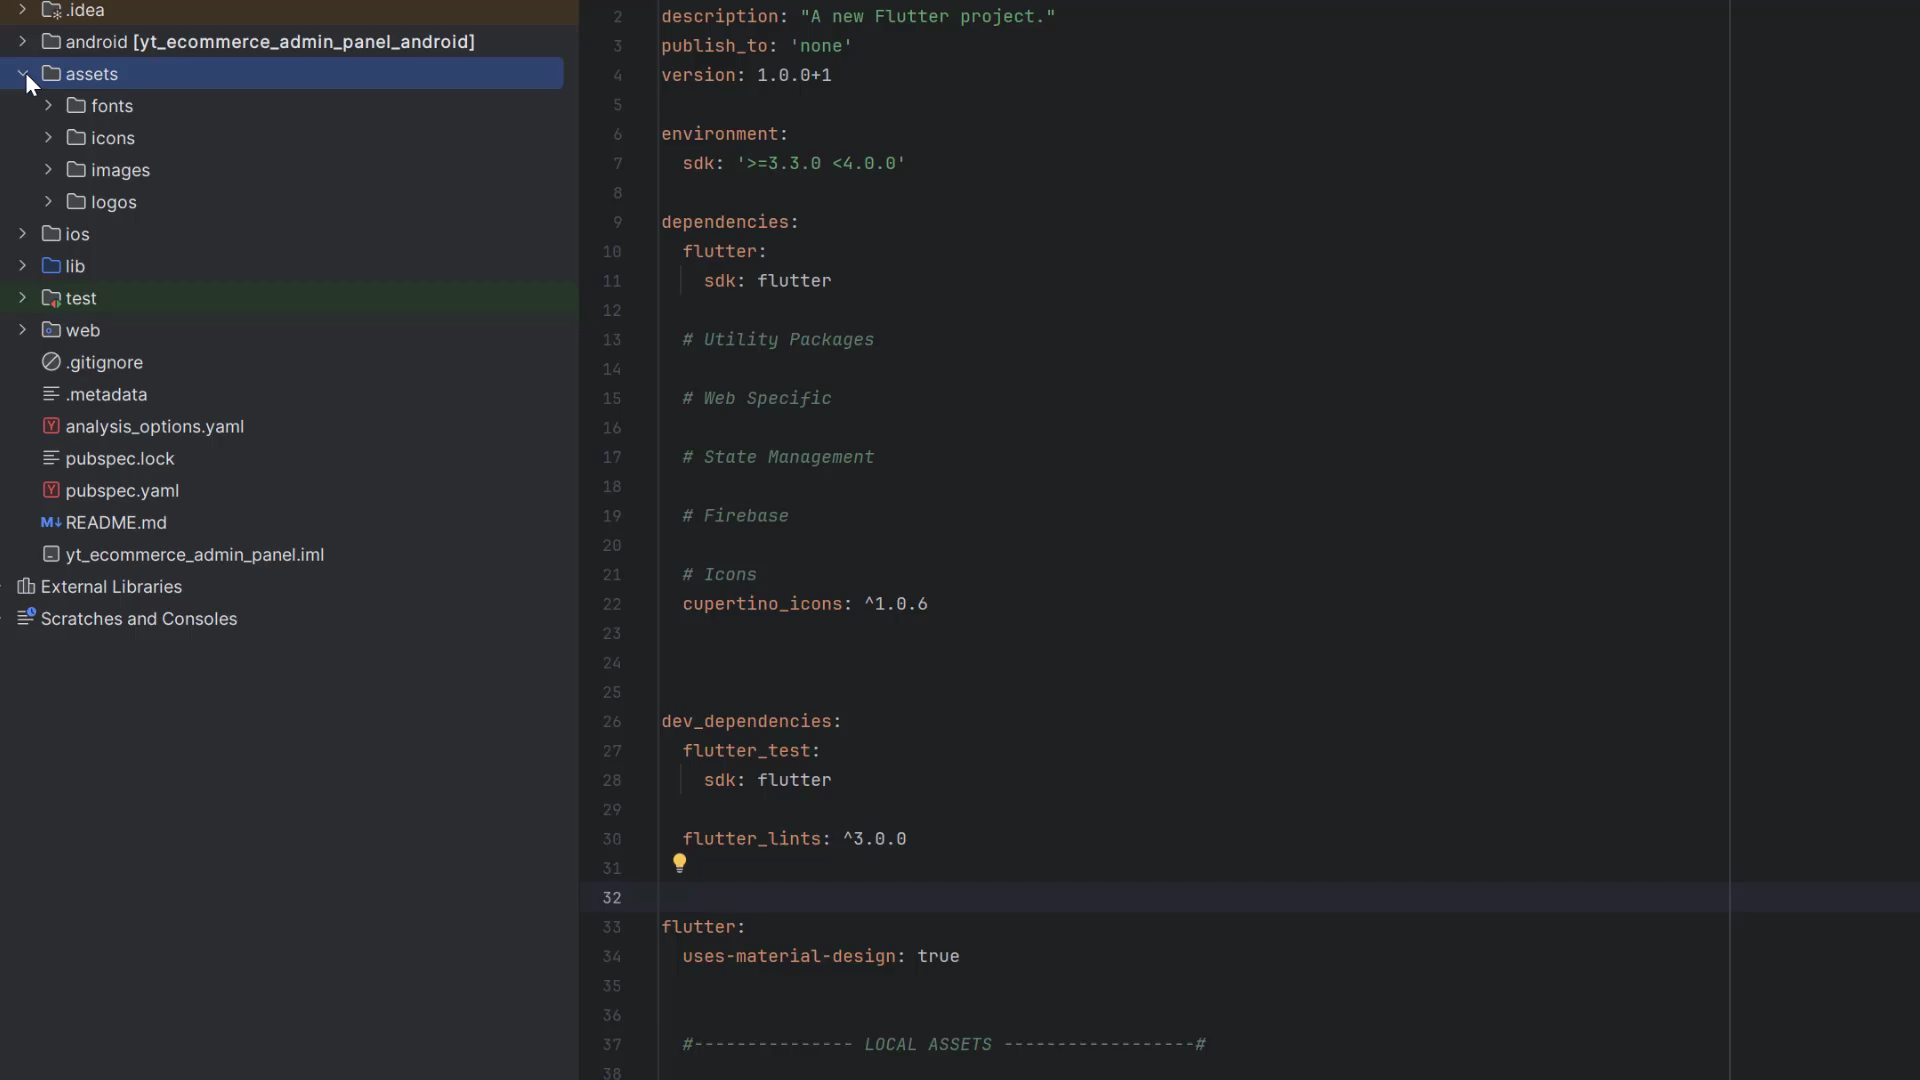 .idea
android [yt_ecommerce_admin_panel_android]
assets
fonts
icons
images
logos
ios
lib
test
web
.gitignore
.metadata
analysis_options.yaml
pubspec.lock
pubspec.yaml
M↓ README.md
yt_ecommerce_admin_panel.iml
External Libraries
Scratches and Consoles
2 description: "A new Flutter project."
3 publish_to: 'none'
4 version: 1.0.0+1
5
6 environment:
7 sdk: '>=3.3.0 <4.0.0'
8
9 dependencies:
10 flutter:
11 sdk: flutter
12
13 # Utility Packages
14
15 # Web Specific
16
17 # State Management
18
19 # Firebase
20
21 # Icons
22 cupertino_icons: ^1.0.6
23
24
25
26 dev_dependencies:
27 flutter_test:
28 sdk: flutter
29
30 flutter_lints: ^3.0.0
31
32
33 flutter:
34 uses-material-design: true
35
36
37 #--------------- LOCAL ASSETS ------------------#
38